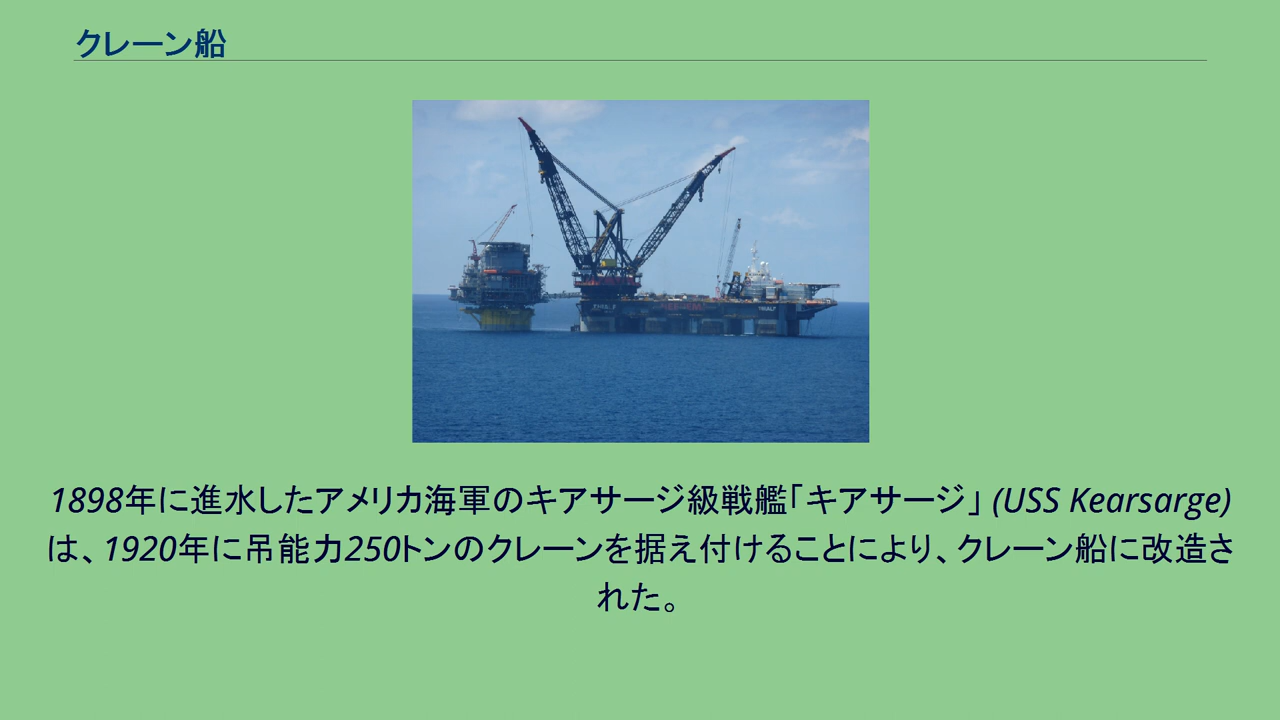 クレーン船
THIALF
THIALF
1898年に進水したアメリカ海軍のキアサージ級戦艦「キアサージ」 (USS Kearsarge)
は、1920年に吊能力250トンのクレーンを据え付けることにより、クレーン船に改造さ
れた。